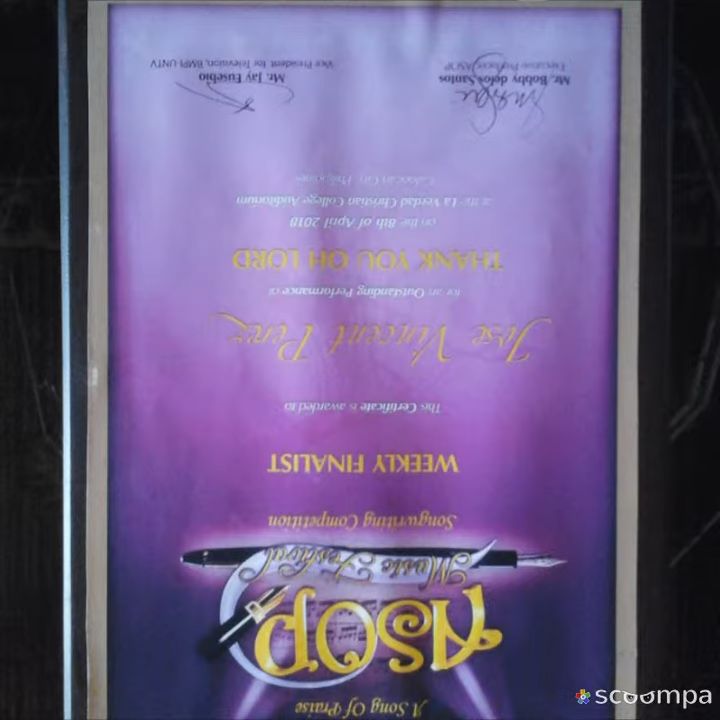 A Song Of Praise
ASOP
Music Festival
Songwriting Competition
WEEKLY FINALIST
This Certificate is awarded to
Jose Vincent Perez
for an Outstanding Performance of
THANK YOU OH LORD
on the 8th of April 2018
at the La Verdad Christian College Auditorium
Caloocan City, Philippines
Mr. Bobby delos Santos
Executive Producer, ASOP
Mr. Jay Eusebio
Vice President for Television, BMPI-UNTV
scoompa